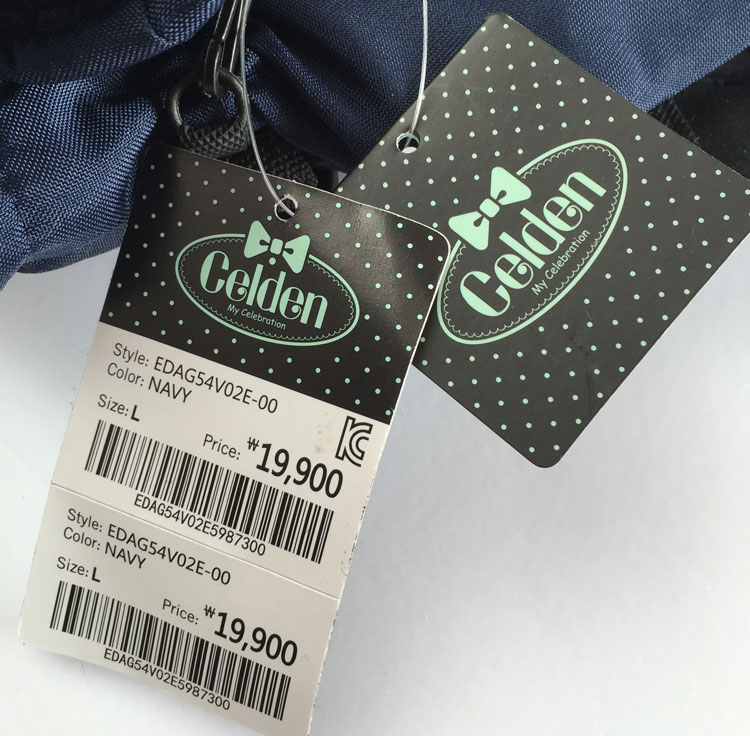 Celden
My Celebration
Style: EDAG54V02E-00
Color: NAVY
Size: L
Price: ₩19,900
KC
EDAG54V02E5987300
Style: EDAG54V02E-00
Color: NAVY
Size: L
Price: ₩19,900
EDAG54V02E5987300
Celden
My Celebration